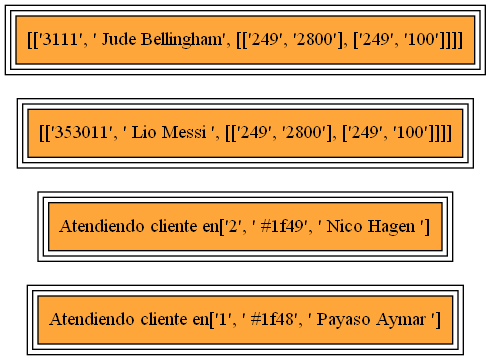 [['3111', ' Jude Bellingham', [['249', '2800'], ['249', '100']]]]
[['353011', ' Lio Messi ', [['249', '2800'], ['249', '100']]]]
Atendiendo cliente en['2', ' #1f49', ' Nico Hagen ']
Atendiendo cliente en['1', ' #1f48', ' Payaso Aymar ']